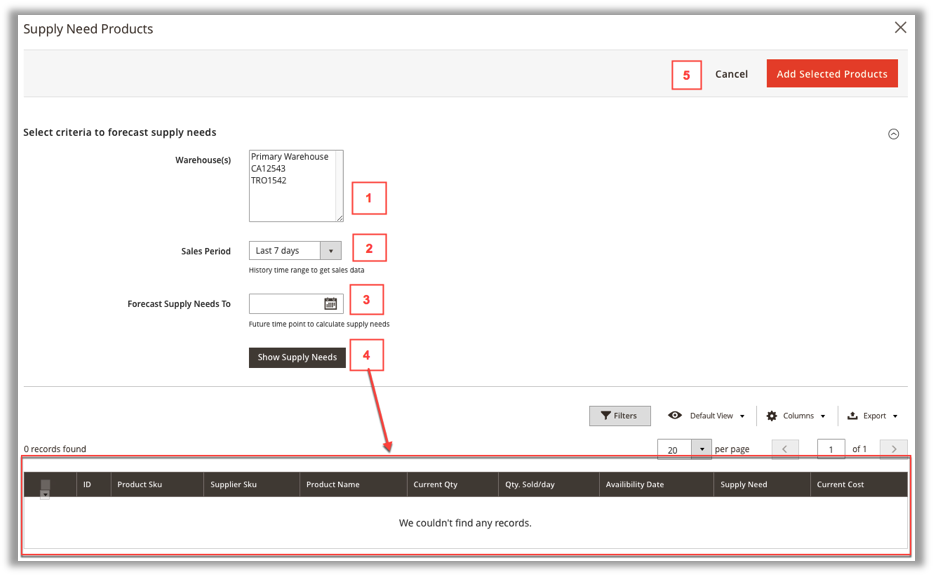 Supply Need Products
5
Cancel
Add Selected Products
Select criteria to forecast supply needs
Warehouse(s)
Primary Warehouse
CA12543
TRO1542
1
Sales Period
Last 7 days
2
History time range to get sales data
Forecast Supply Needs To
3
Future time point to calculate supply needs
Show Supply Needs
4
Filters
Default View
Columns
Export
0 records found
20
per page
1
of 1
ID
Product Sku
Supplier Sku
Product Name
Current Qty
Qty. Sold/day
Availibility Date
Supply Need
Current Cost
We couldn't find any records.